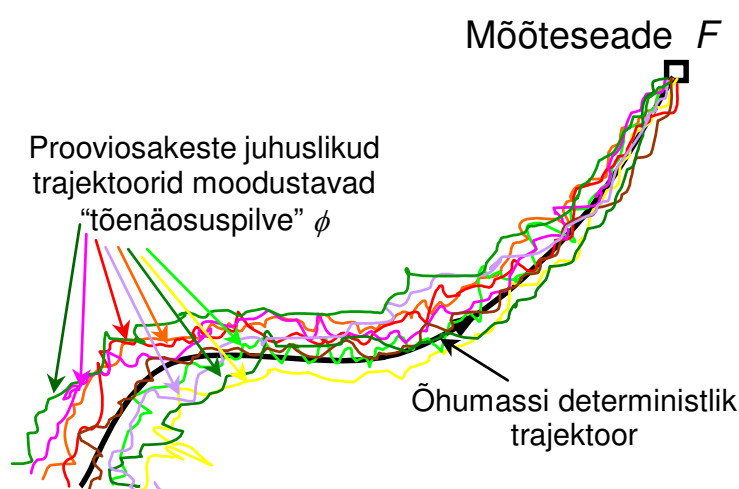 Mõõteseade F
Prooviosakeste juhuslikud
trajektoorid moodustavad
“tõenäosuspilve” ϕ
Õhumassi deterministlik
trajektoor